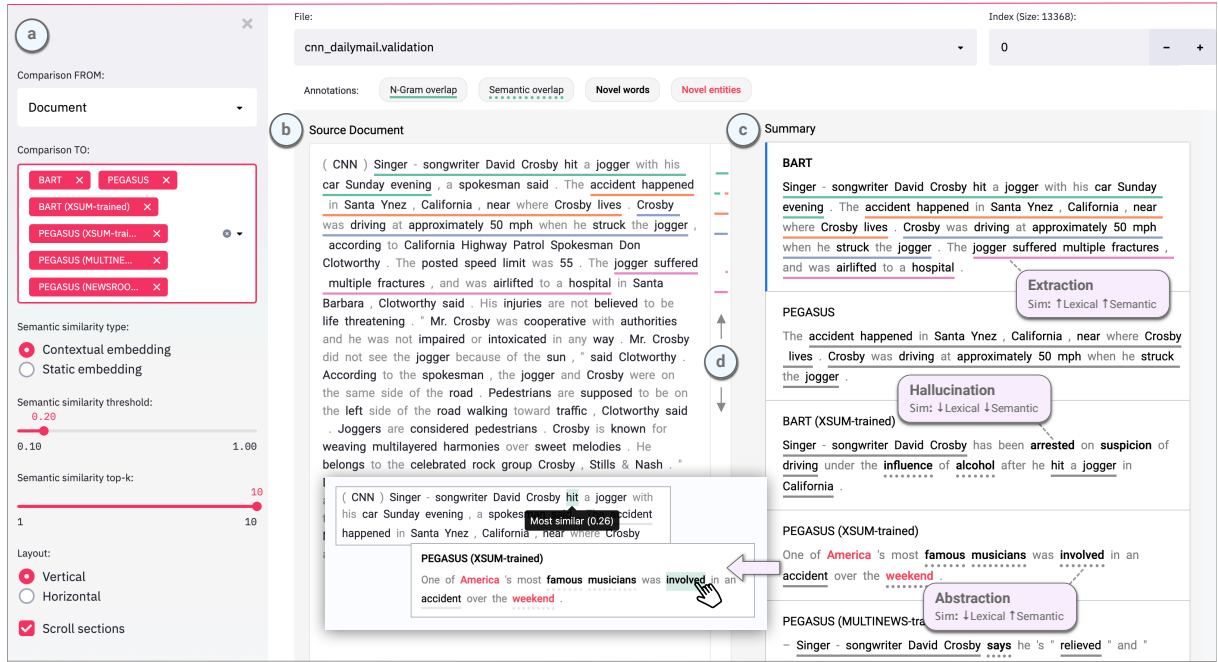 a
×
Comparison FROM:
Document
Comparison TO:
BART ×
PEGASUS ×
BART (XSUM-trained) ×
PEGASUS (XSUM-trai... ×
PEGASUS (MULTINE... ×
PEGASUS (NEWSROO... ×
Semantic similarity type:
Contextual embedding
Static embedding
Semantic similarity threshold:
0.20
0.10 1.00
Semantic similarity top-k:
10
1 10
Layout:
Vertical
Horizontal
Scroll sections
File:
cnn_dailymail.validation
Index (Size: 13368):
0 - +
Annotations: N-Gram overlap Semantic overlap Novel words Novel entities
b Source Document
( CNN ) Singer - songwriter David Crosby hit a jogger with his
car Sunday evening , a spokesman said . The accident happened
in Santa Ynez , California , near where Crosby lives . Crosby
was driving at approximately 50 mph when he struck the jogger ,
according to California Highway Patrol Spokesman Don
Clotworthy . The posted speed limit was 55 . The jogger suffered
multiple fractures , and was airlifted to a hospital in Santa
Barbara , Clotworthy said . His injuries are not believed to be
life threatening . " Mr. Crosby was cooperative with authorities
and he was not impaired or intoxicated in any way . Mr. Crosby
did not see the jogger because of the sun , " said Clotworthy .
According to the spokesman , the jogger and Crosby were on
the same side of the road . Pedestrians are supposed to be on
the left side of the road walking toward traffic , Clotworthy said
. Joggers are considered pedestrians . Crosby is known for
weaving multilayered harmonies over sweet melodies . He
belongs to the celebrated rock group Crosby , Stills & Nash . "
( CNN ) Singer - songwriter David Crosby hit a jogger with
his car Sunday evening , a spokesman said . The accident
Most similar (0.26)
happened in Santa Ynez , California , near where Crosby
PEGASUS (XSUM-trained)
One of America 's most famous musicians was involved in an
accident over the weekend .
d
c Summary
BART
Singer - songwriter David Crosby hit a jogger with his car Sunday
evening . The accident happened in Santa Ynez , California , near
where Crosby lives . Crosby was driving at approximately 50 mph
when he struck the jogger . The jogger suffered multiple fractures ,
and was airlifted to a hospital .
Extraction
Sim: ↑Lexical ↑Semantic
PEGASUS
The accident happened in Santa Ynez , California , near where Crosby
lives . Crosby was driving at approximately 50 mph when he struck
the jogger .
Hallucination
Sim: ↓Lexical ↓Semantic
BART (XSUM-trained)
Singer - songwriter David Crosby has been arrested on suspicion of
driving under the influence of alcohol after he hit a jogger in
California .
PEGASUS (XSUM-trained)
One of America 's most famous musicians was involved in an
accident over the weekend .
Abstraction
Sim: ↓Lexical ↑Semantic
PEGASUS (MULTINEWS-tra
– Singer - songwriter David Crosby says he 's " relieved " and "